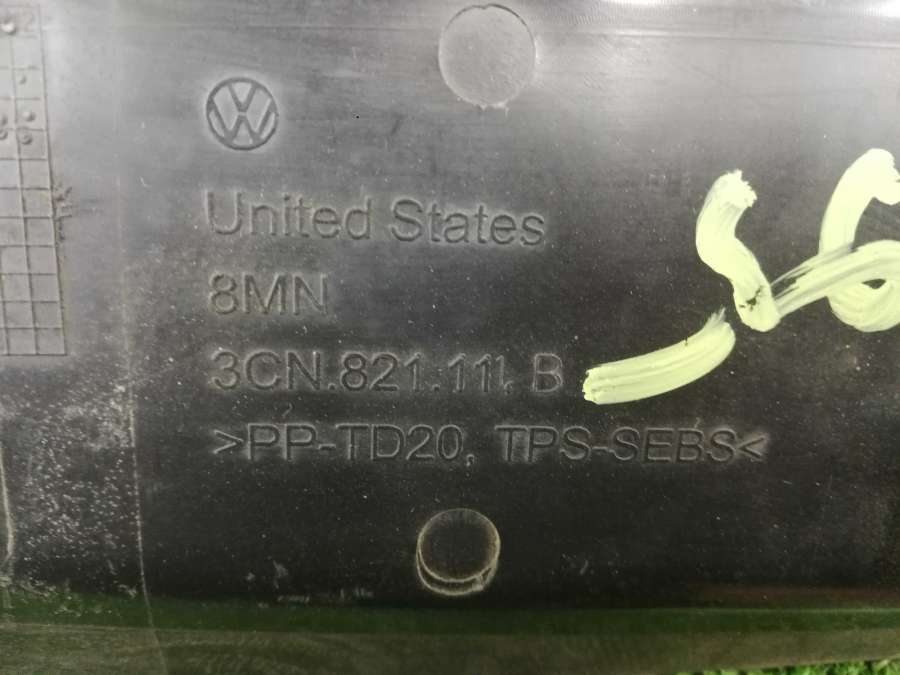 United States
8MN
3CN.821.111. B
>PP-TD20, TPS-SEBS<